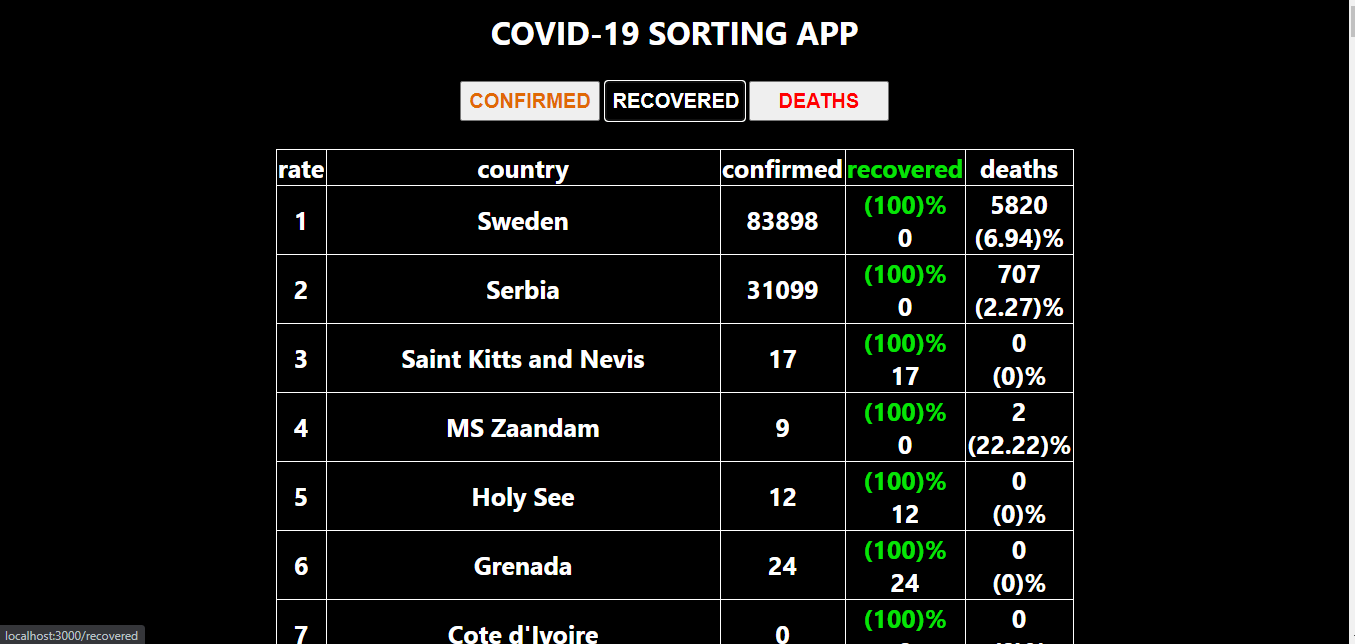 COVID-19 SORTING APP
CONFIRMED RECOVERED DEATHS
rate country confirmed recovered deaths
1 Sweden 83898 (100)% 0 5820 (6.94)%
2 Serbia 31099 (100)% 0 707 (2.27)%
3 Saint Kitts and Nevis 17 (100)% 17 0 (0)%
4 MS Zaandam 9 (100)% 0 2 (22.22)%
5 Holy See 12 (100)% 12 0 (0)%
6 Grenada 24 (100)% 24 0 (0)%
7 Cote d'Ivoire 0 (100)% 0
localhost:3000/recovered